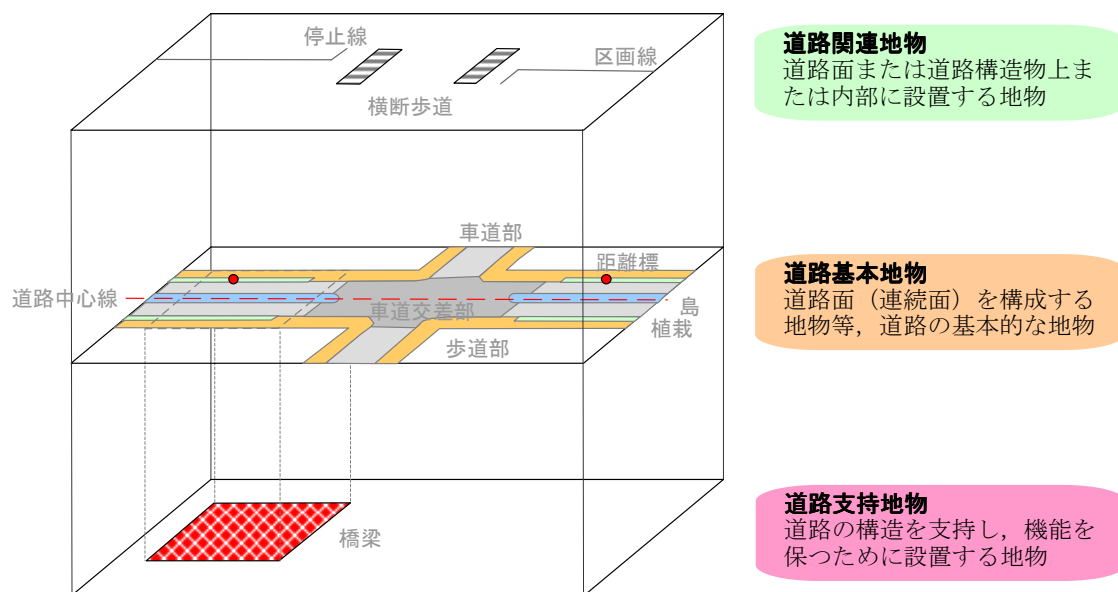 停止線
区画線
横断歩道
道路関連地物
道路面または道路構造物上ま
たは内部に設置する地物
車道部
距離標
道路中心線
車道交差部
島
植栽
歩道部
道路基本地物
道路面（連続面）を構成する
地物等，道路の基本的な地物
橋梁
道路支持地物
道路の構造を支持し，機能を
保つために設置する地物